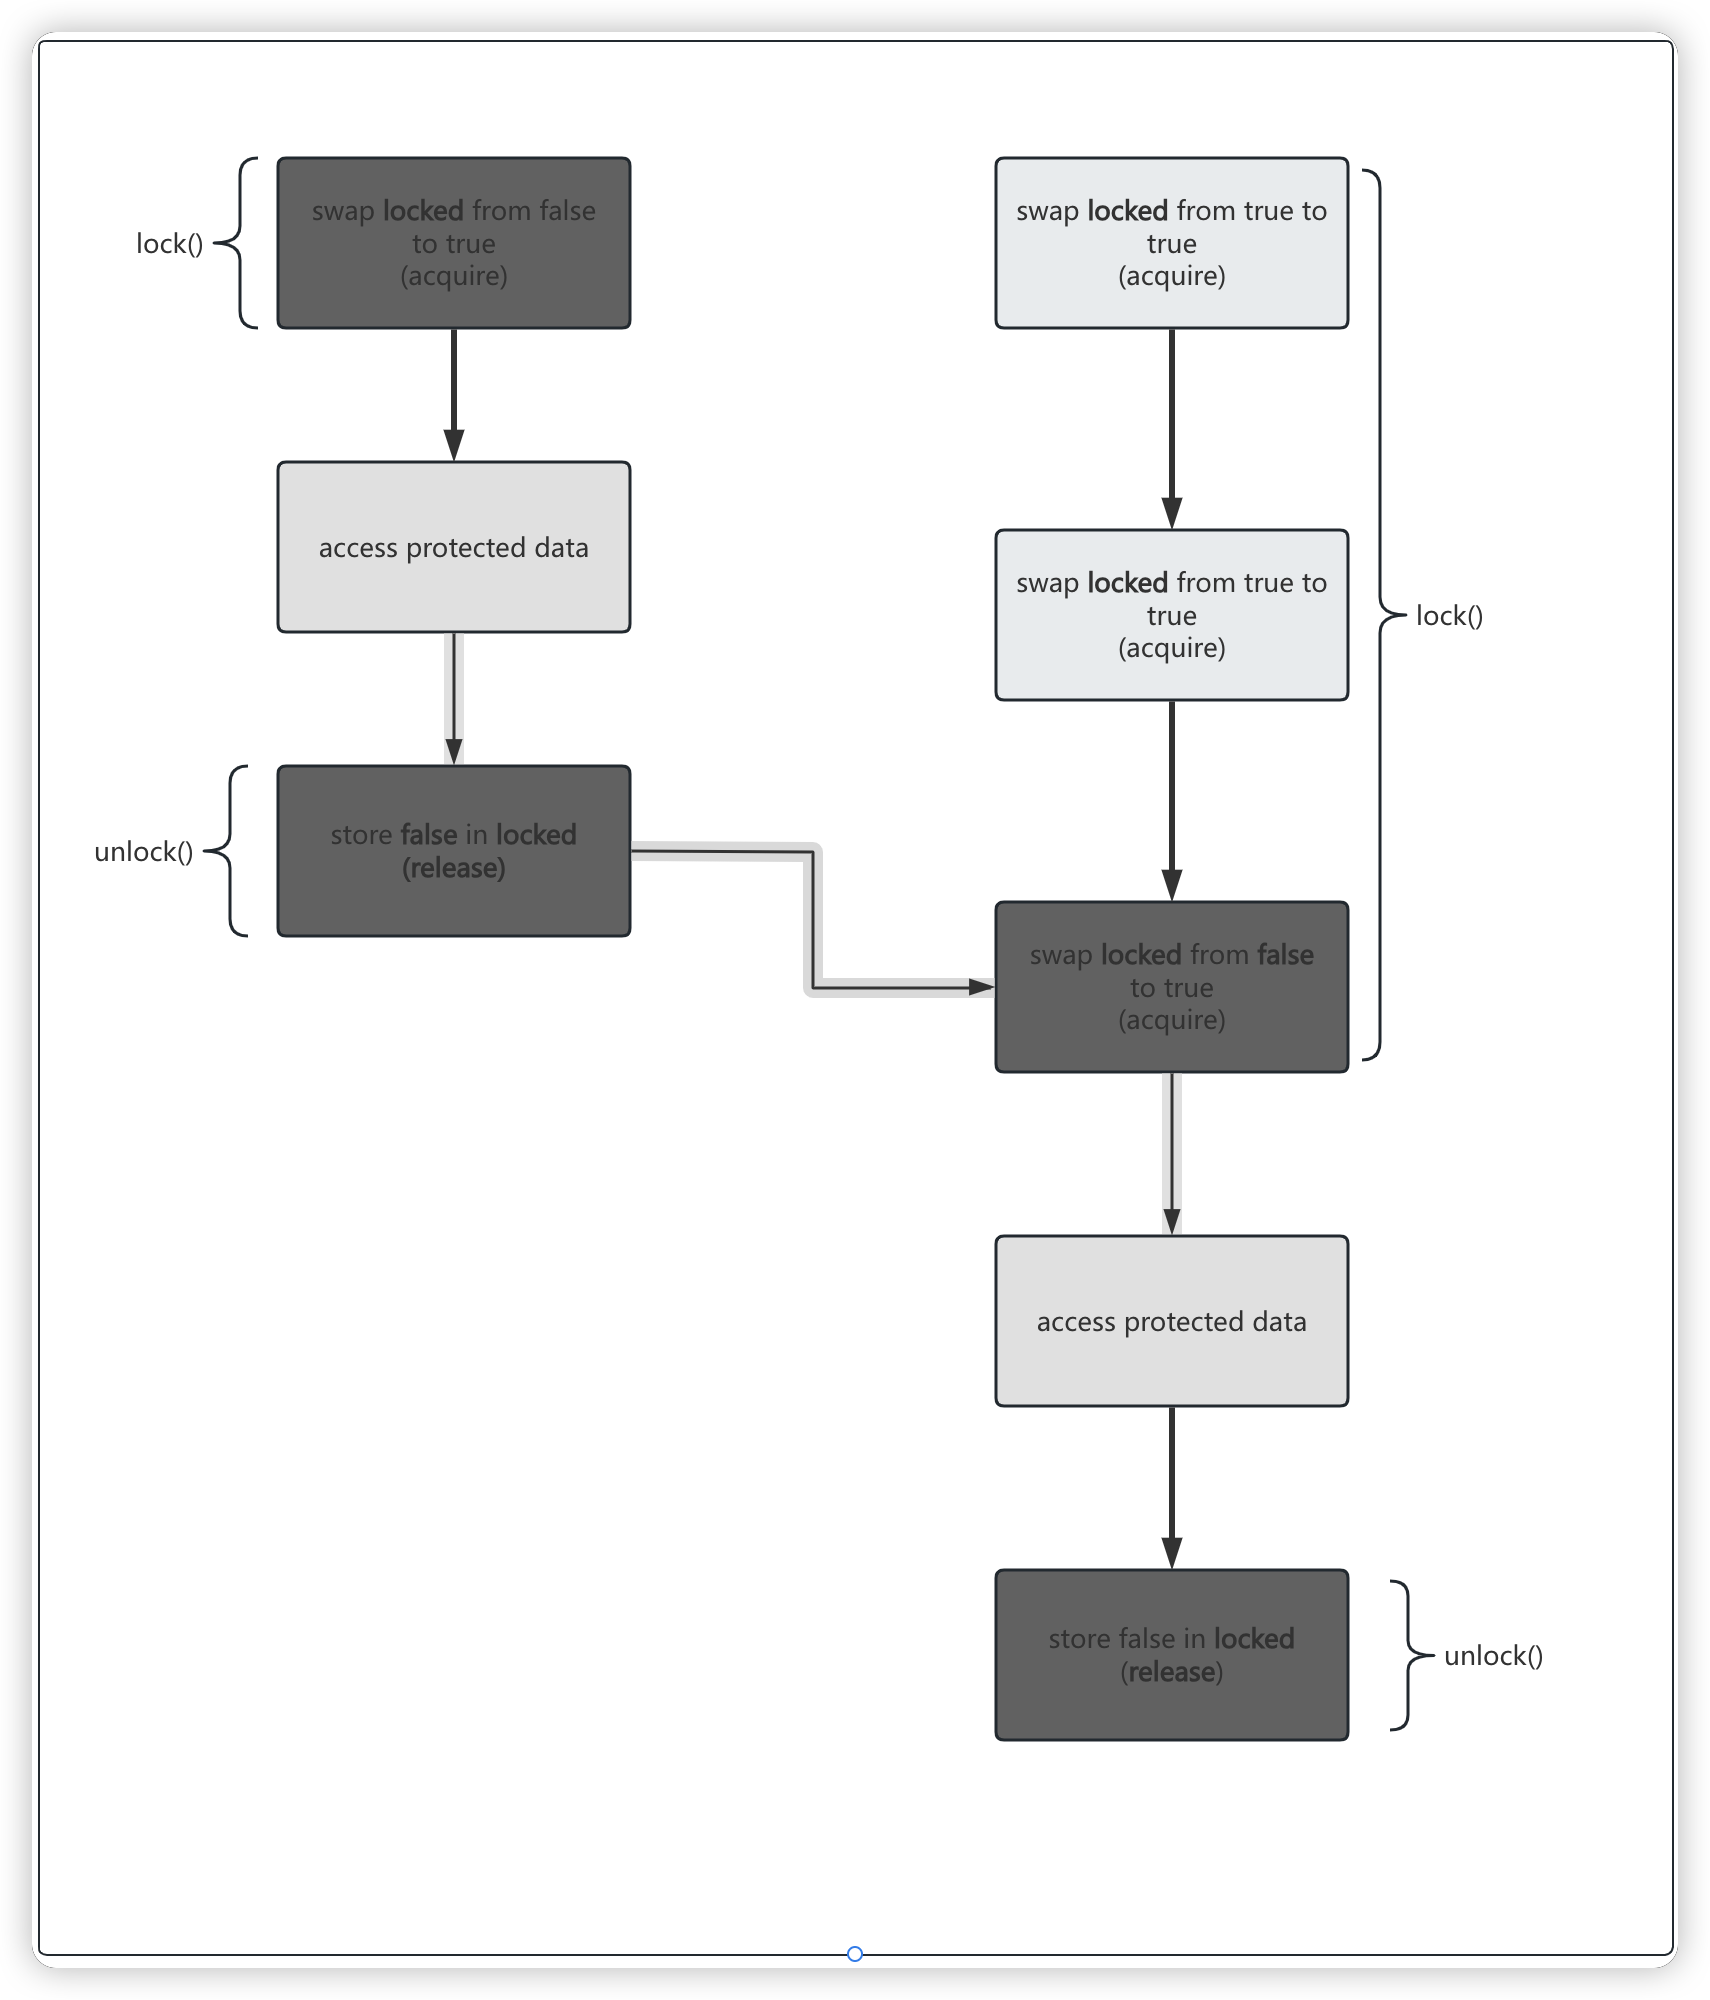 lock()
swap locked from false
to true
(acquire)
access protected data
unlock()
store false in locked
(release)
swap locked from true to
true
(acquire)
swap locked from true to
true
(acquire)
lock()
swap locked from false
to true
(acquire)
access protected data
store false in locked
(release)
unlock()